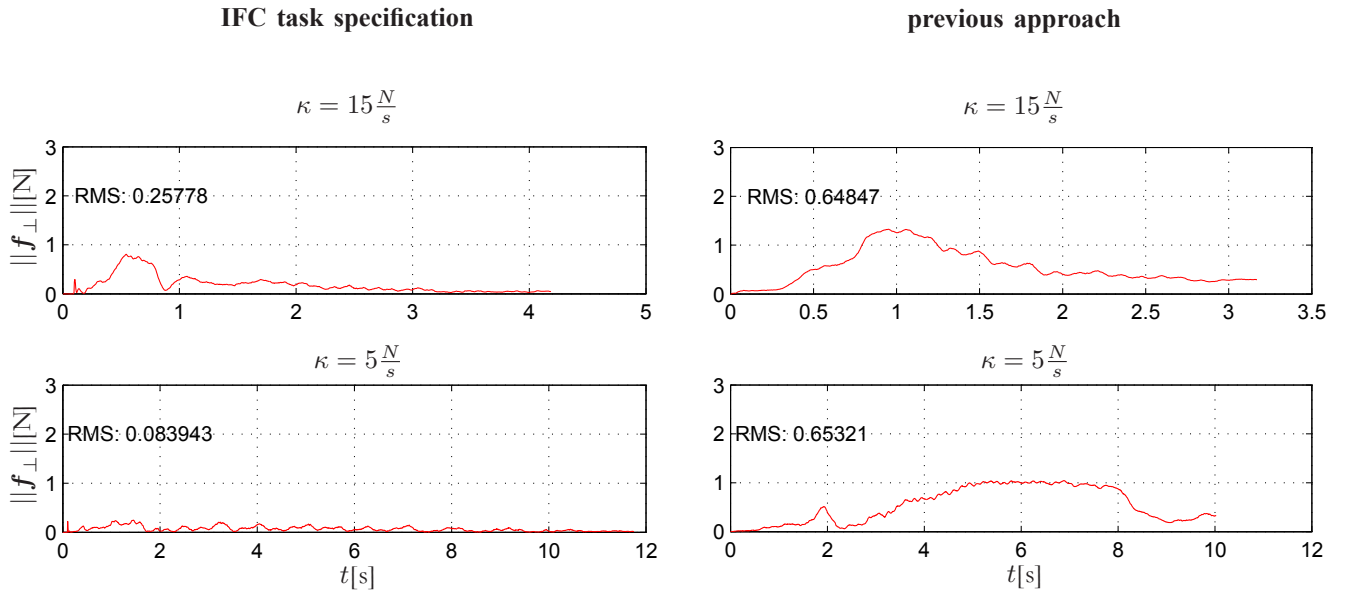 IFC task specification
previous approach
κ = 15 N/s
κ = 15 N/s
||f⊥||[N]
3
2
1
0
RMS: 0.25778
0 1 2 3 4 5
3
2
1
0
RMS: 0.64847
0 0.5 1 1.5 2 2.5 3 3.5
κ = 5 N/s
κ = 5 N/s
||f⊥||[N]
3
2
1
0
RMS: 0.083943
0 2 4 6 8 10 12
t[s]
3
2
1
0
RMS: 0.65321
0 2 4 6 8 10 12
t[s]